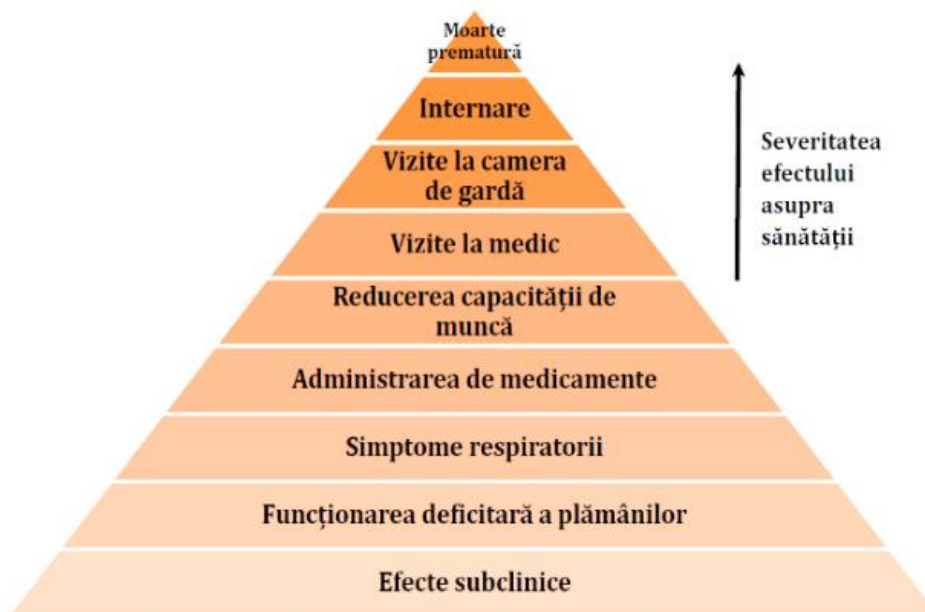 Moarte
prematură
Internare
Vizite la camera
de gardă
Vizite la medic
Reducerea capacității de
muncă
Administrarea de medicamente
Simptome respiratorii
Funcționarea deficitară a plămânilor
Efecte subclinice
Severitatea
efectului
asupra
sănătății